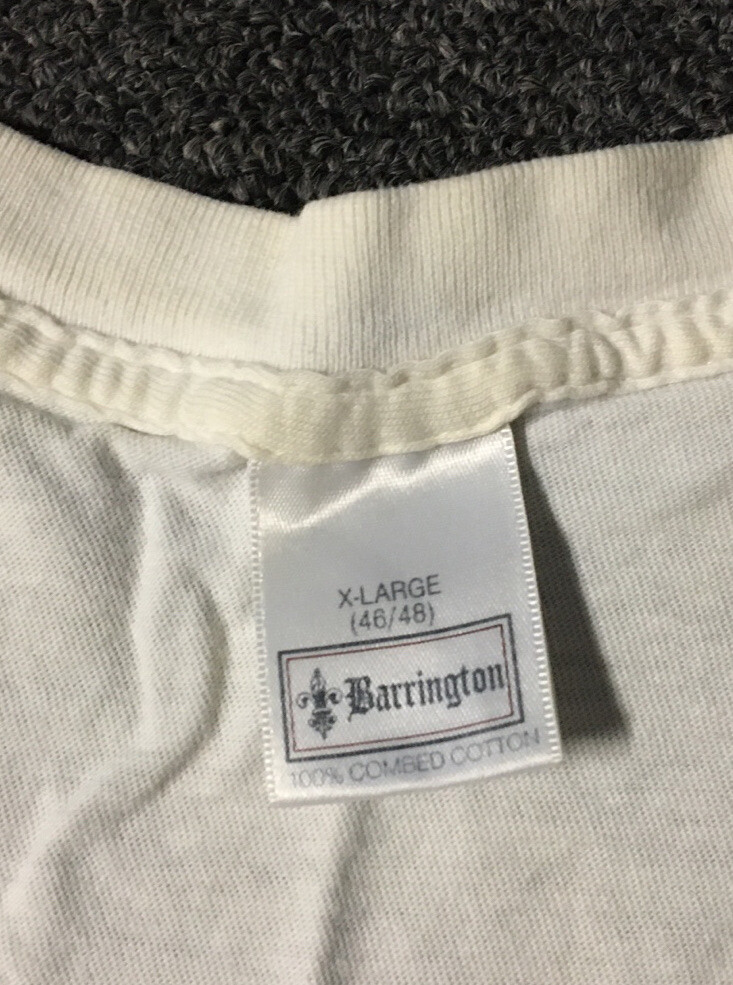 X-LARGE
(46/48)
Barrington
100% COMBED COTTON